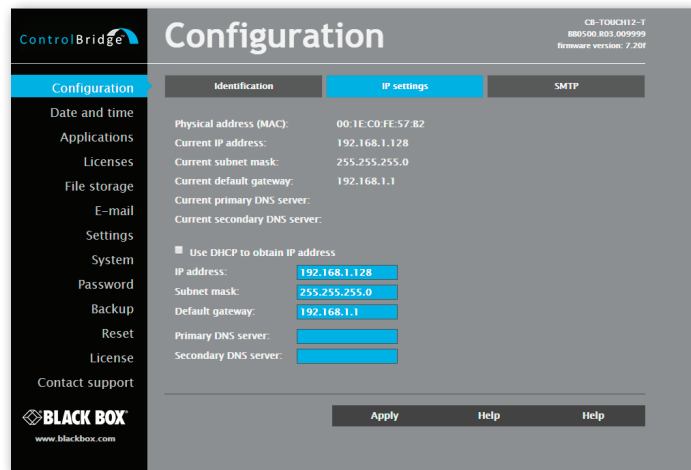 ControlBridge™
Configuration
CB-TOUCH12-T
BB0500.R03.009999
firmware version: 7.20f
Configuration
Date and time
Applications
Licenses
File storage
E-mail
Settings
System
Password
Backup
Reset
License
Contact support
BLACK BOX®
www.blackbox.com
Identification IP settings SMTP
Physical address (MAC): 00:1E:C0:FE:57:B2
Current IP address: 192.168.1.128
Current subnet mask: 255.255.255.0
Current default gateway: 192.168.1.1
Current primary DNS server:
Current secondary DNS server:
Use DHCP to obtain IP address
IP address: 192.168.1.128
Subnet mask: 255.255.255.0
Default gateway: 192.168.1.1
Primary DNS server:
Secondary DNS server:
Apply Help Help